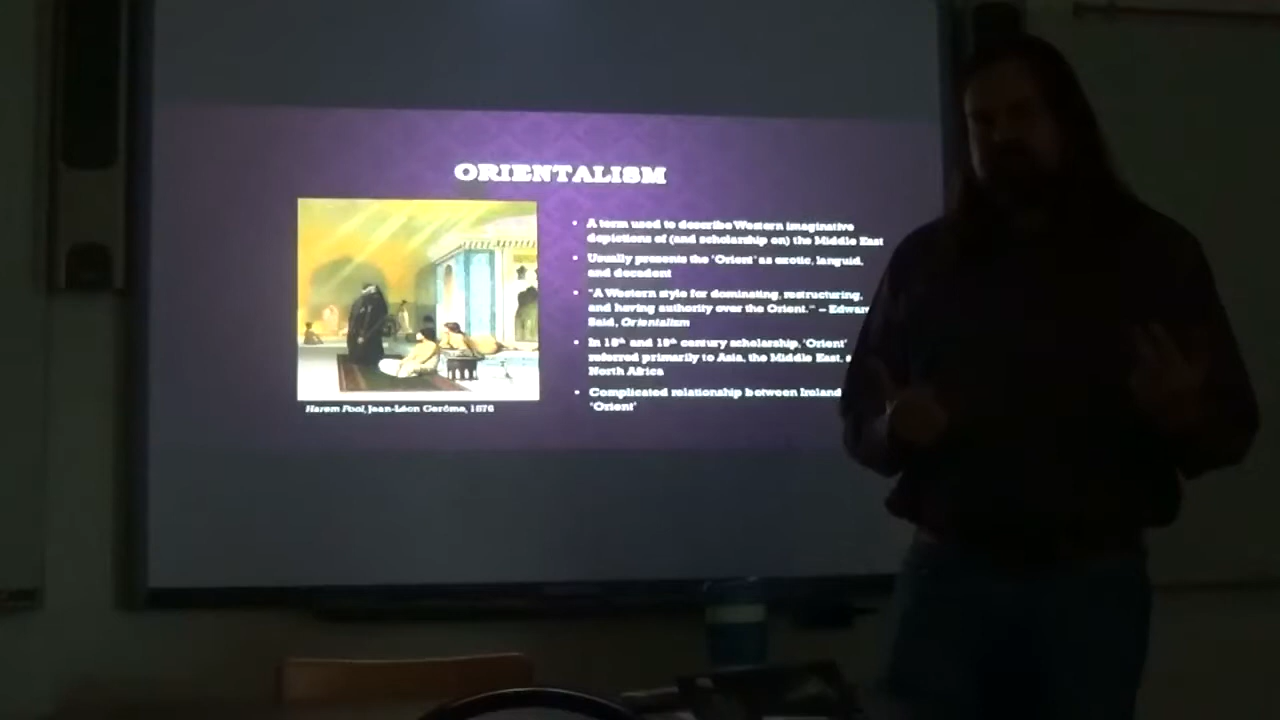 ORIENTALISM
• A term used to describe Western imaginative
depictions of (and scholarship on) the Middle East
• Usually presents the 'Orient' as exotic, languid,
and decadent
• "A Western style for dominating, restructuring,
and having authority over the Orient." – Edwar
Said, Orientalism
• In 18th and 19th century scholarship, 'Orient'
referred primarily to Asia, the Middle East,
North Africa
• Complicated relationship between Ireland
'Orient'
Harem Pool, Jean-Léon Gerôme, 1876